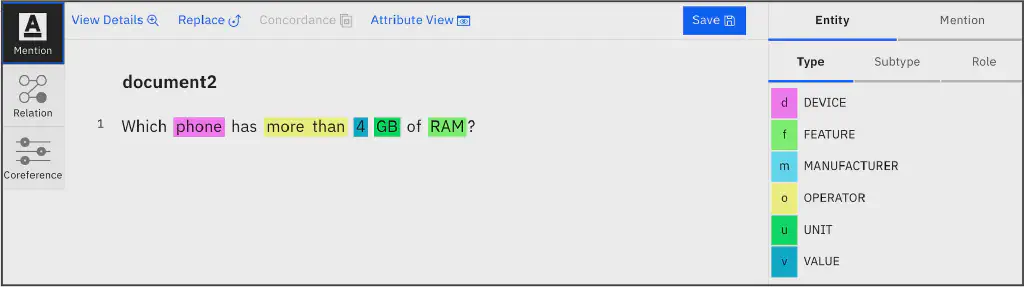 A
Mention
Relation
Coreference
View Details Replace Concordance Attribute View Save
document2
1 Which phone has more than 4 GB of RAM?
Entity Mention
Type Subtype Role
d DEVICE
f FEATURE
m MANUFACTURER
o OPERATOR
u UNIT
v VALUE